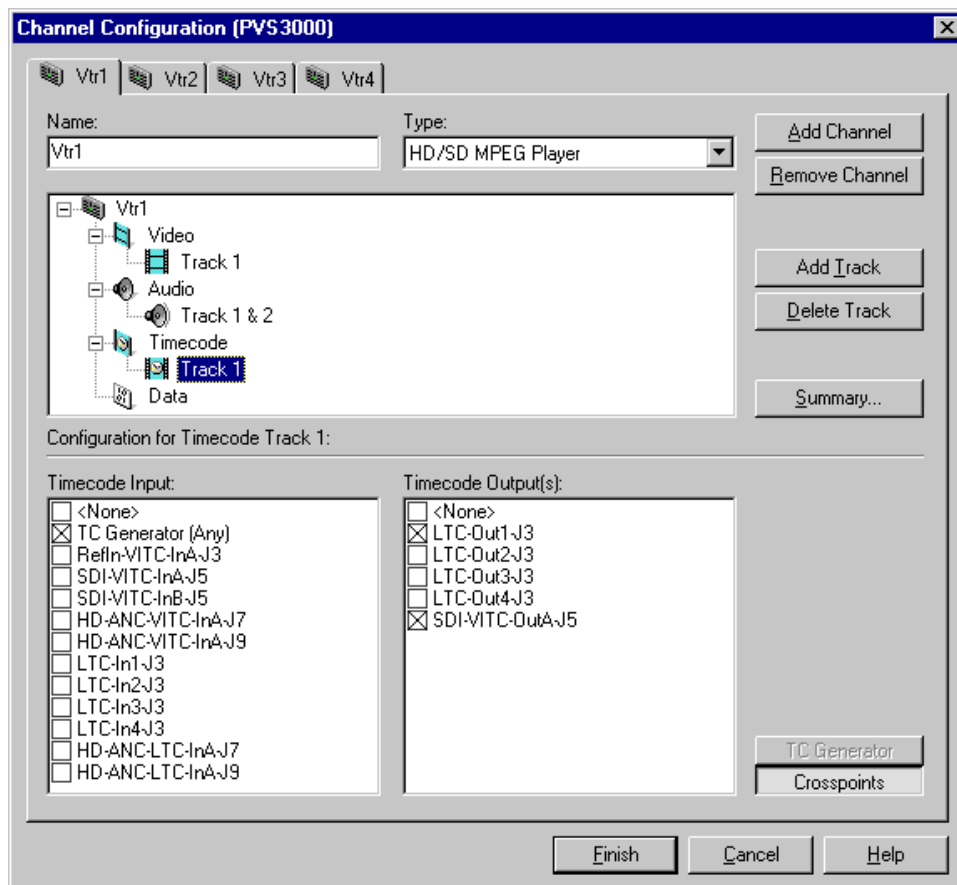 Channel Configuration (PVS3000)
Vtr1 Vtr2 Vtr3 Vtr4
Name:
Vtr1
Type:
HD/SD MPEG Player
Add Channel
Remove Channel
Vtr1
Video
Track 1
Audio
Track 1 & 2
Timecode
Track 1
Data
Add Track
Delete Track
Summary...
Configuration for Timecode Track 1:
Timecode Input:
<None>
TC Generator (Any)
RefIn-VITC-InA-J3
SDI-VITC-InA-J5
SDI-VITC-InB-J5
HD-ANC-VITC-InA-J7
HD-ANC-VITC-InA-J9
LTC-In1-J3
LTC-In2-J3
LTC-In3-J3
LTC-In4-J3
HD-ANC-LTC-InA-J7
HD-ANC-LTC-InA-J9
Timecode Output(s):
<None>
LTC-Out1-J3
LTC-Out2-J3
LTC-Out3-J3
LTC-Out4-J3
SDI-VITC-OutA-J5
TC Generator
Crosspoints
Finish
Cancel
Help